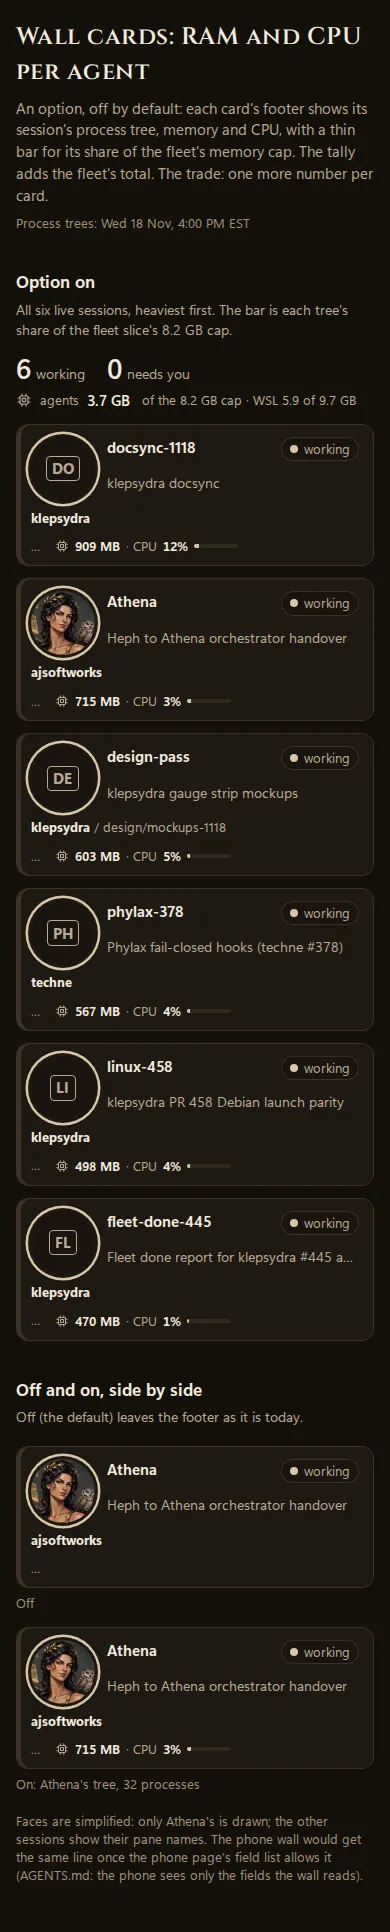 Wall cards: RAM and CPU
per agent
An option, off by default: each card's footer shows its
session's process tree, memory and CPU, with a thin
bar for its share of the fleet's memory cap. The tally
adds the fleet's total. The trade: one more number per
card.
Process trees: Wed 18 Nov, 4:00 PM EST
Option on
All six live sessions, heaviest first. The bar is each tree's
share of the fleet slice's 8.2 GB cap.
6 working 0 needs you
agents 3.7 GB of the 8.2 GB cap · WSL 5.9 of 9.7 GB
DO
docsync-1118
working
klepsydra docsync
klepsydra
... 909 MB · CPU 12%
Athena
working
Heph to Athena orchestrator handover
ajsoftworks
... 715 MB · CPU 3%
DE
design-pass
working
klepsydra gauge strip mockups
klepsydra / design/mockups-1118
... 603 MB · CPU 5%
PH
phylax-378
working
Phylax fail-closed hooks (techne #378)
techne
... 567 MB · CPU 4%
LI
linux-458
working
klepsydra PR 458 Debian launch parity
klepsydra
... 498 MB · CPU 4%
FL
fleet-done-445
working
Fleet done report for klepsydra #445 a...
klepsydra
... 470 MB · CPU 1%
Off and on, side by side
Off (the default) leaves the footer as it is today.
Athena
working
Heph to Athena orchestrator handover
ajsoftworks
...
Off
Athena
working
Heph to Athena orchestrator handover
ajsoftworks
... 715 MB · CPU 3%
On: Athena's tree, 32 processes
Faces are simplified: only Athena's is drawn; the other
sessions show their pane names. The phone wall would get
the same line once the phone page's field list allows it
(AGENTS.md: the phone sees only the fields the wall reads).